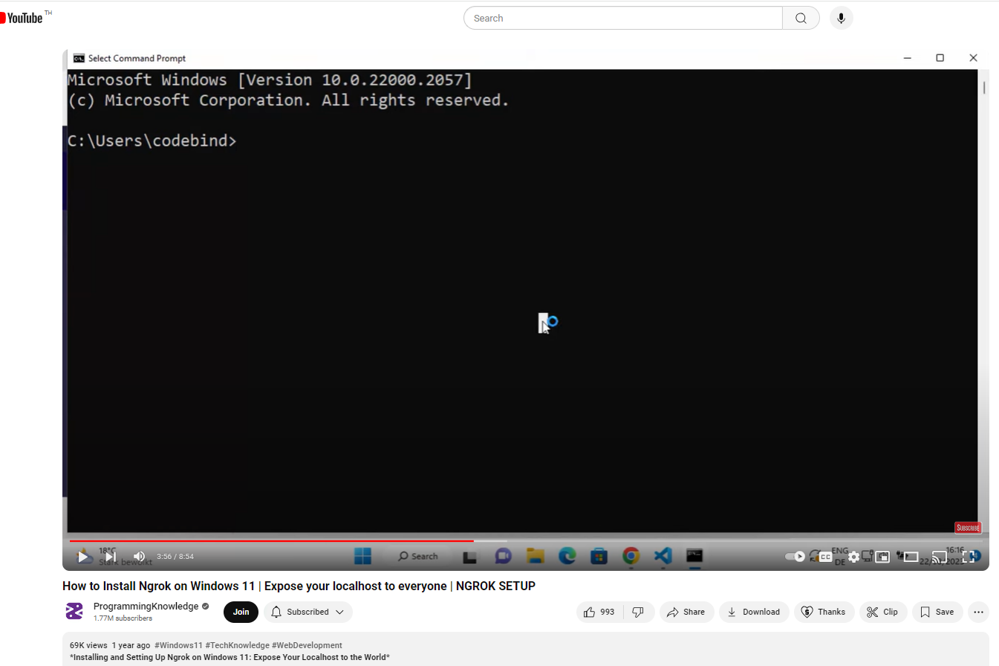 YouTube TH
Search
Select Command Prompt
Microsoft Windows [Version 10.0.22000.2057]
(c) Microsoft Corporation. All rights reserved.
C:\Users\codebind>
SUBSCRIBE
18°C
Stark bewölkt
3:56 / 8:54
Search
CC
ENG
DE
16:16
How to Install Ngrok on Windows 11 | Expose your localhost to everyone | NGROK SETUP
ProgrammingKnowledge
1.77M subscribers
Join
Subscribed
993
Share
Download
Thanks
Clip
Save
69K views 1 year ago #Windows11 #TechKnowledge #WebDevelopment
*Installing and Setting Up Ngrok on Windows 11: Expose Your Localhost to the World*